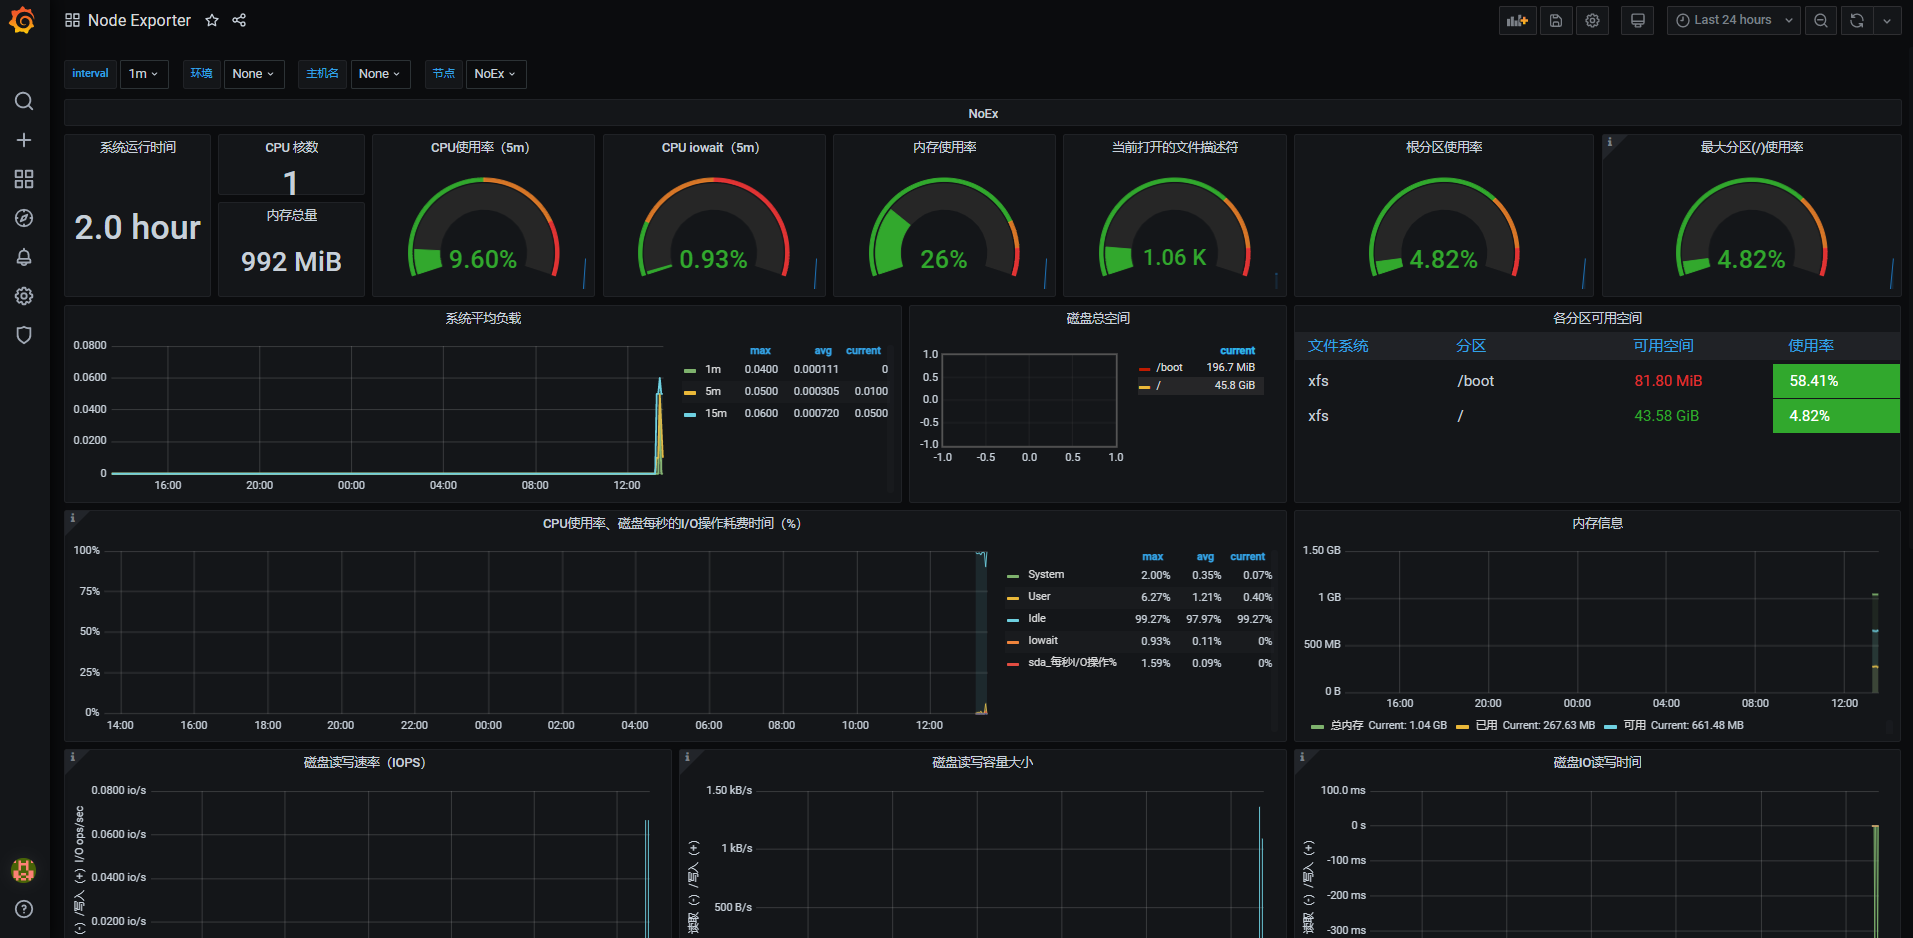 Node Exporter
Last 24 hours
interval 1m 环境 None 主机名 None 节点 NoEx
NoEx
系统运行时间
2.0 hour
CPU 核数
1
内存总量
992 MiB
CPU使用率（5m）
9.60%
CPU iowait（5m）
0.93%
内存使用率
26%
当前打开的文件描述符
1.06 K
根分区使用率
4.82%
最大分区(/)使用率
4.82%
系统平均负载
0.0800
0.0600
0.0400
0.0200
0
16:00 20:00 00:00 04:00 08:00 12:00
max avg current
1m 0.0400 0.000111 0
5m 0.0500 0.000305 0.0100
15m 0.0600 0.000720 0.0500
磁盘总空间
1.0
0.5
0.0
-0.5
-1.0
-1.0 -0.5 0.0 0.5 1.0
current
/boot 196.7 MiB
/ 45.8 GiB
各分区可用空间
文件系统 分区 可用空间 使用率
xfs /boot 81.80 MiB 58.41%
xfs / 43.58 GiB 4.82%
CPU使用率、磁盘每秒的I/O操作耗费时间（%）
100%
75%
50%
25%
0%
14:00 16:00 18:00 20:00 22:00 00:00 02:00 04:00 06:00 08:00 10:00 12:00
max avg current
System 2.00% 0.35% 0.07%
User 6.27% 1.21% 0.40%
Idle 99.27% 97.97% 99.27%
Iowait 0.93% 0.11% 0%
sda_每秒I/O操作% 1.59% 0.09% 0%
内存信息
1.50 GB
1 GB
500 MB
0 B
16:00 20:00 00:00 04:00 08:00 12:00
总内存 Current: 1.04 GB 已用 Current: 267.63 MB 可用 Current: 661.48 MB
磁盘读写速率（IOPS）
0.0800 io/s
0.0600 io/s
0.0400 io/s
0.0200 io/s
（-）/写入（+）I/O ops/sec
磁盘读写容量大小
1.50 kB/s
1 kB/s
500 B/s
读取（-）/写入（+）
磁盘IO读写时间
100.0 ms
0 s
-100 ms
-200 ms
-300 ms
读取（-）/写入（+）